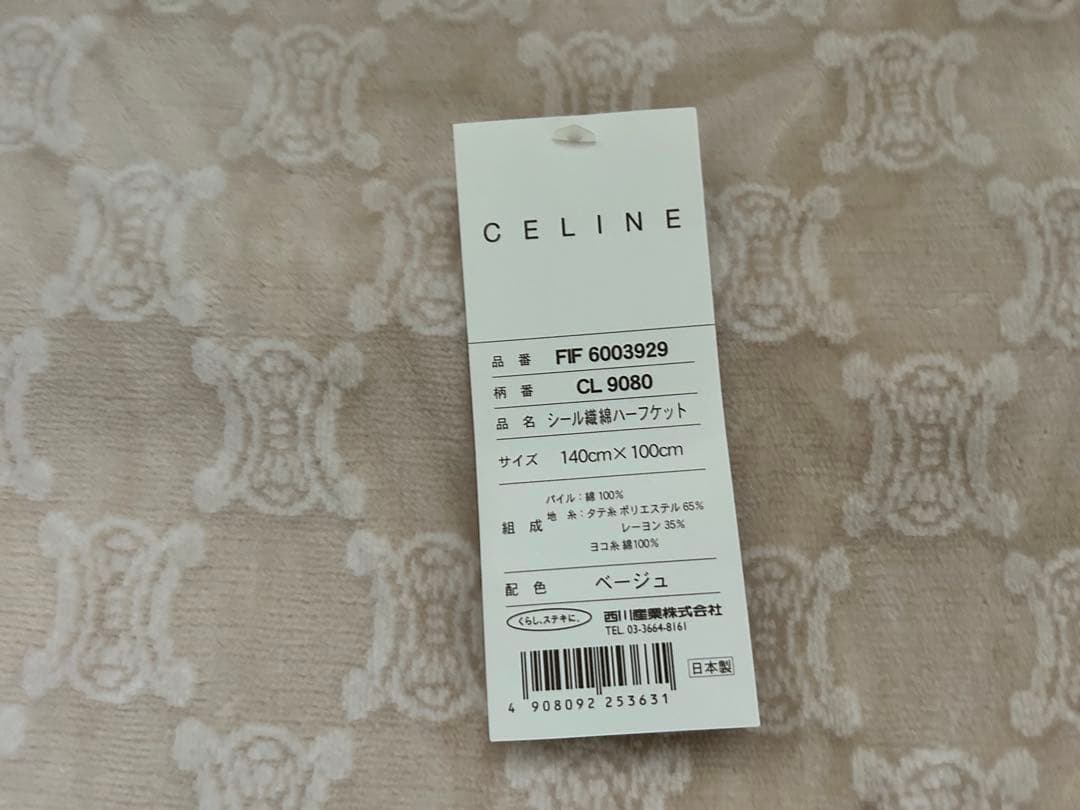 CELINE
品番 FIF 6003929
柄番 CL 9080
品名 シール織綿ハーフケット
サイズ 140cm×100cm
パイル：綿 100%
組成 地糸：タテ糸 ポリエステル 65%
レーヨン 35%
ヨコ糸 綿100%
配色 ベージュ
くらし、ステキに。 西川産業株式会社
TEL. 03-3664-8161
日本製
4 908092 253631